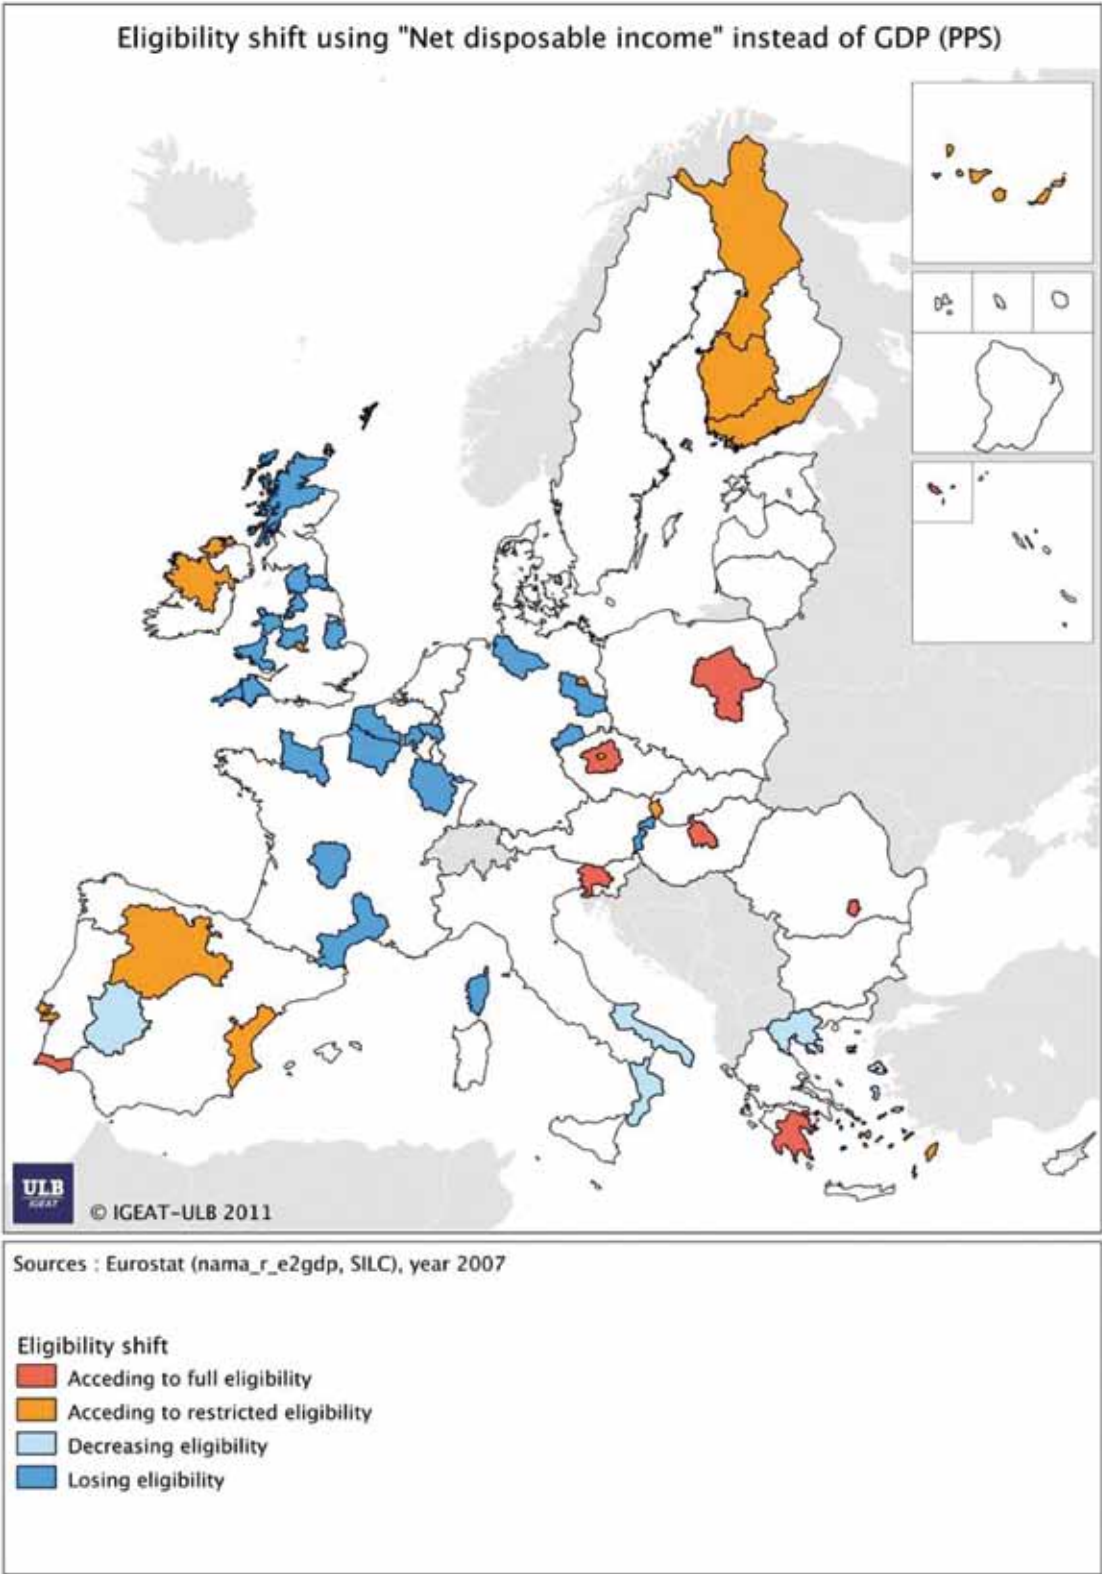 Eligibility shift using "Net disposable income" instead of GDP (PPS)
ULB
IGEAT
© IGEAT-ULB 2011
Sources : Eurostat (nama_r_e2gdp, SILC), year 2007
Eligibility shift
Acceding to full eligibility
Acceding to restricted eligibility
Decreasing eligibility
Losing eligibility